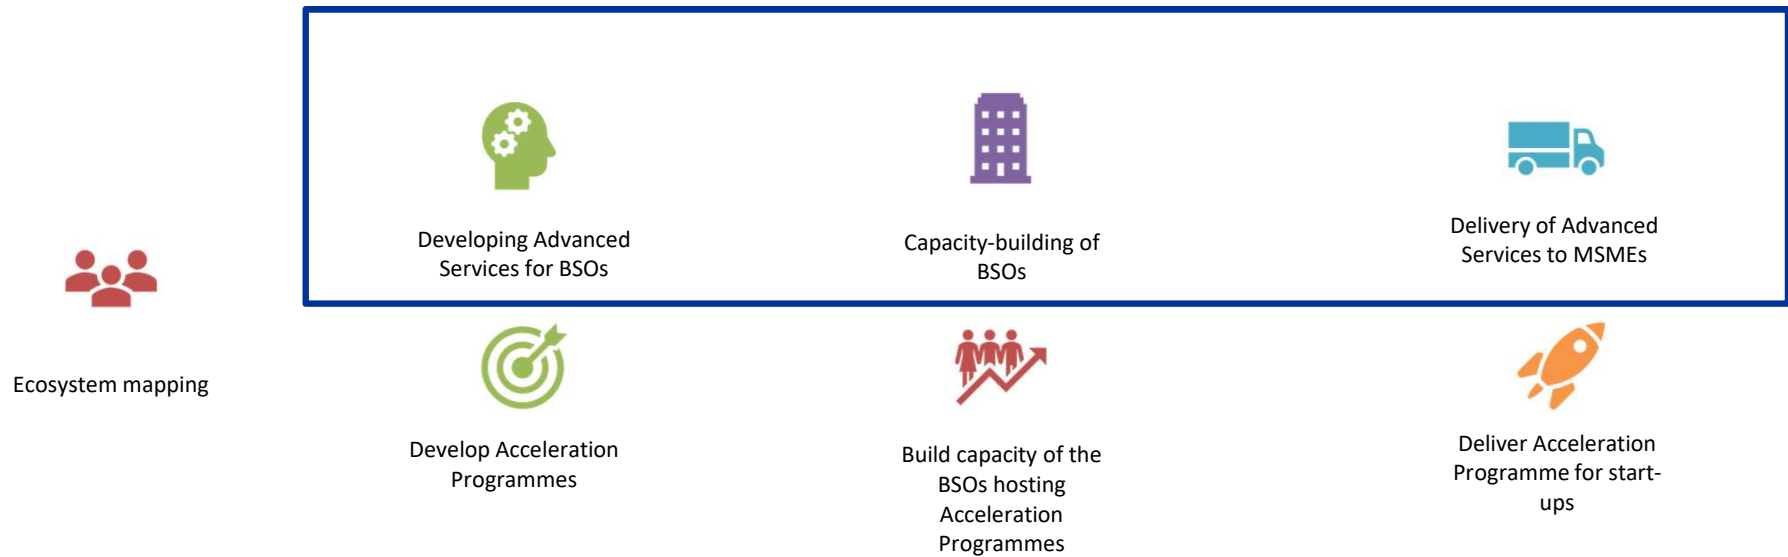 Developing Advanced
Services for BSOs
Capacity-building of
BSOs
Delivery of Advanced
Services to MSMEs
Ecosystem mapping
Develop Acceleration
Programmes
Build capacity of the
BSOs hosting
Acceleration
Programmes
Deliver Acceleration
Programme for start-
ups